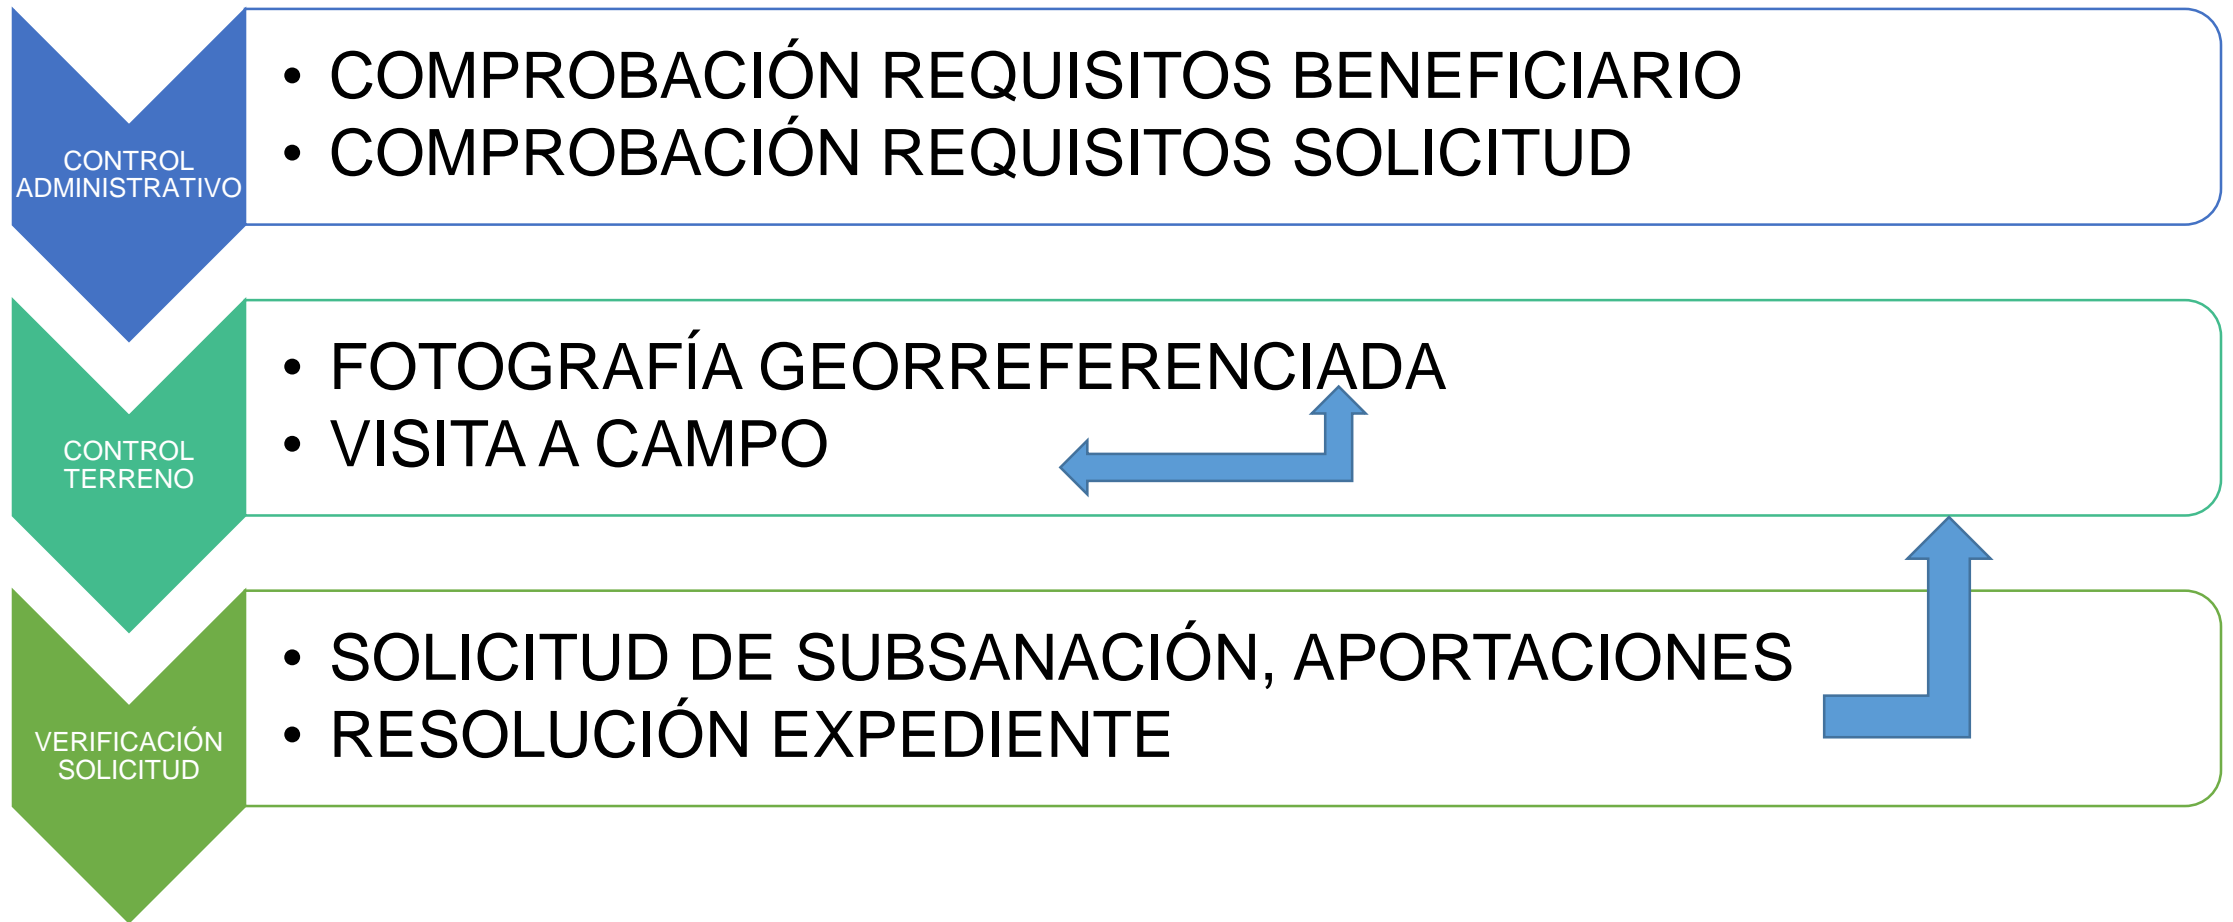 CONTROL
ADMINISTRATIVO
• COMPROBACIÓN REQUISITOS BENEFICIARIO
• COMPROBACIÓN REQUISITOS SOLICITUD
CONTROL
TERRENO
• FOTOGRAFÍA GEORREFERENCIADA
• VISITA A CAMPO
VERIFICACIÓN
SOLICITUD
• SOLICITUD DE SUBSANACIÓN, APORTACIONES
• RESOLUCIÓN EXPEDIENTE